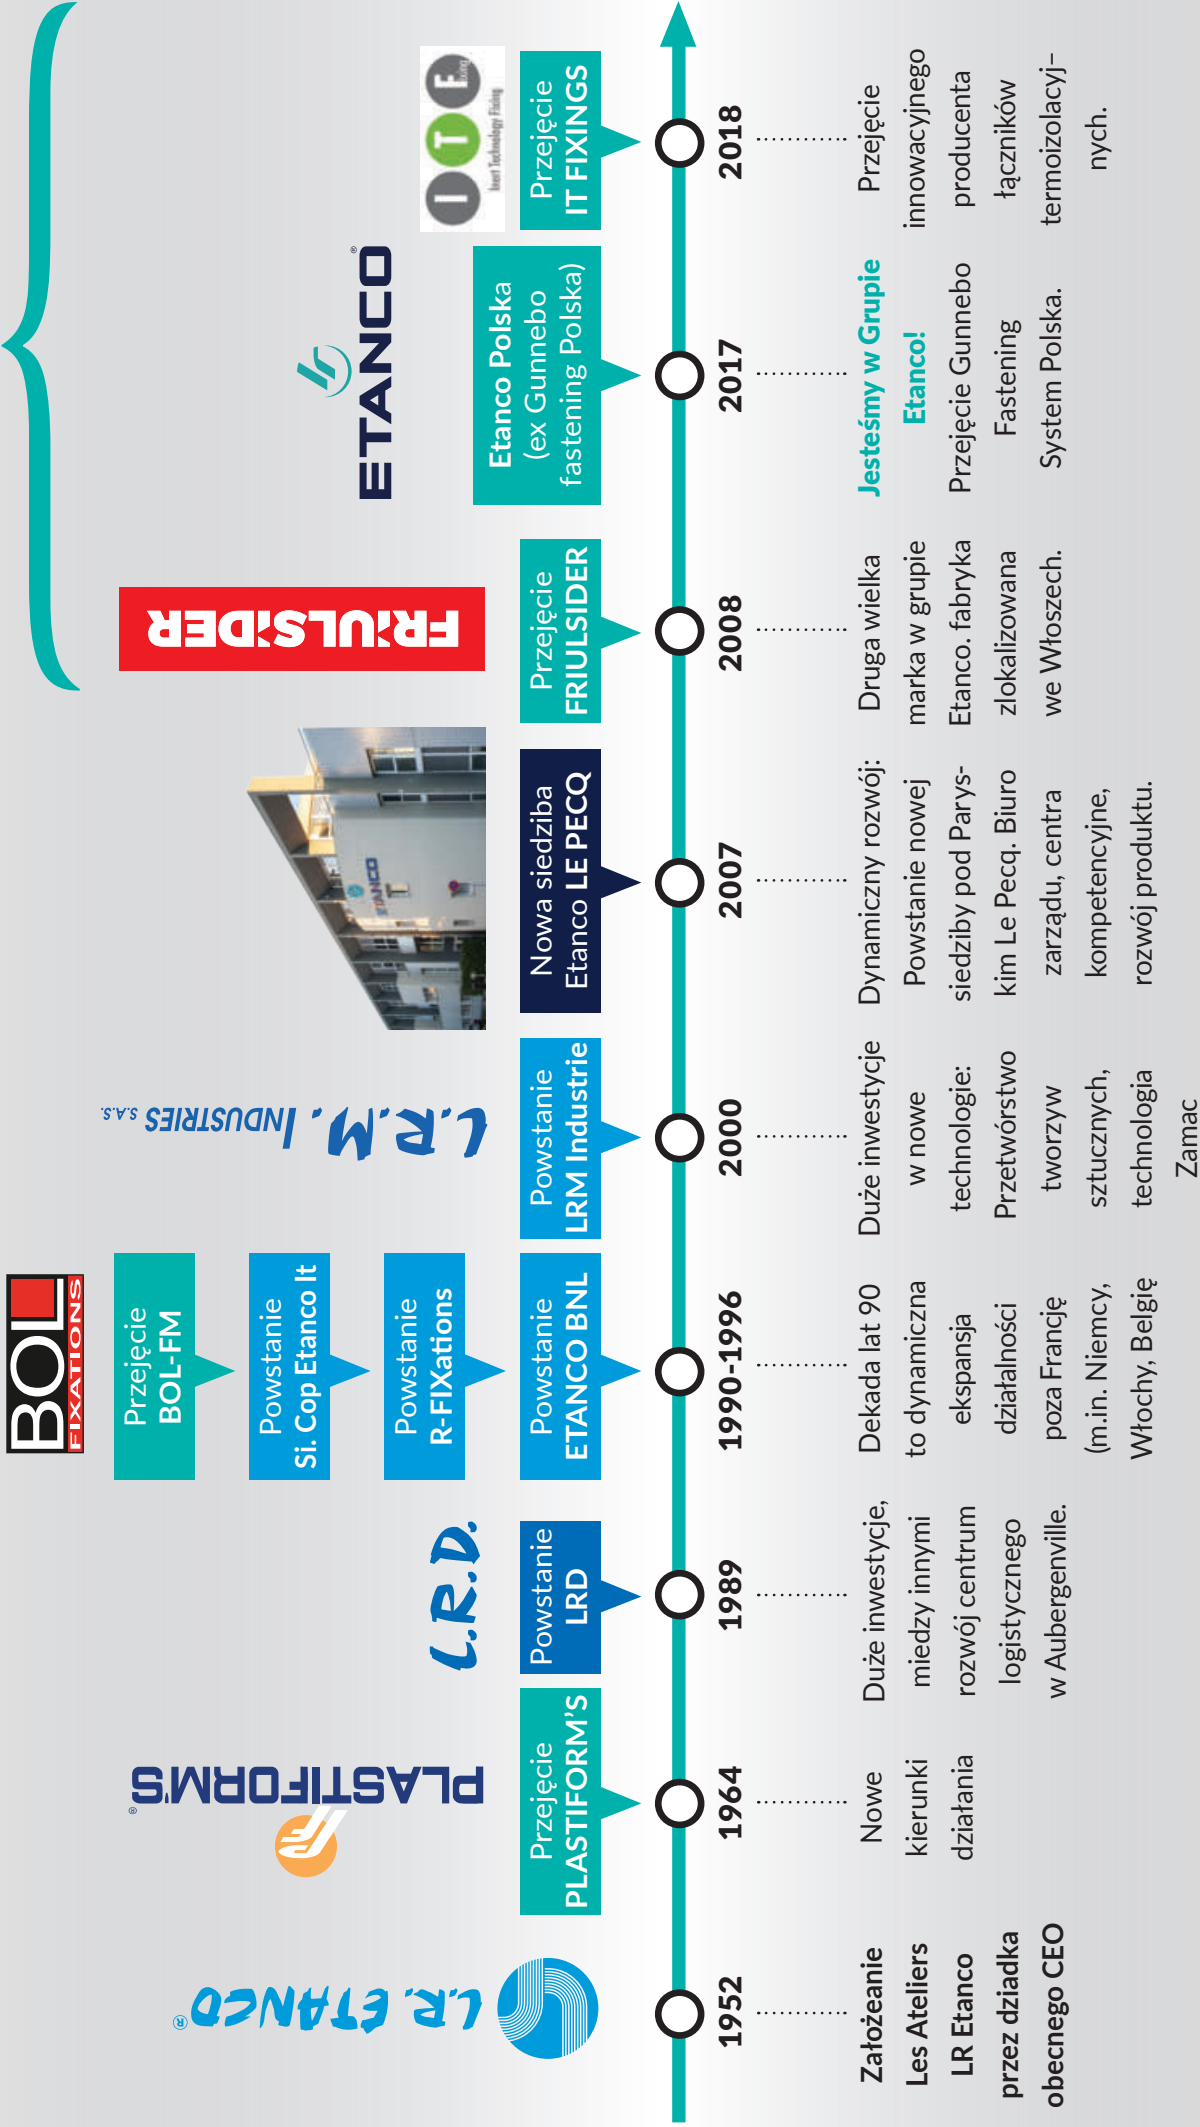 L.R. ETANCO®
1952
Założeanie
Les Ateliers
LR Etanco
przez dziadka
obecnego CEO
PLASTIFORM'S®
Przejęcie
PLASTIFORM’S
1964
Nowe
kierunki
działania
L.R.D.
Powstanie
LRD
1989
Duże inwestycje,
miedzy innymi
rozwój centrum
logistycznego
w Aubergenville.
BOL
FIXATIONS
Przejęcie
BOL-FM
Powstanie
Si. Cop Etanco It
Powstanie
R-FIXations
Powstanie
ETANCO BNL
1990-1996
Dekada lat 90
to dynamiczna
ekspansja
działalności
poza Francję
(m.in. Niemcy,
Włochy, Belgię
L.R.M. INDUSTRIES S.A.S.
Powstanie
LRM Industrie
2000
Duże inwestycje
w nowe
technologie:
Przetwórstwo
tworzyw
sztucznych,
technologia
Zamac
ETANCO
Nowa siedziba
Etanco LE PECQ
2007
Dynamiczny rozwój:
Powstanie nowej
siedziby pod Parys-
kim Le Pecq. Biuro
zarządu, centra
kompetencyjne,
rozwój produktu.
FRIULSIDER
Przejęcie
FRIULSIDER
2008
Druga wielka
marka w grupie
Etanco. fabryka
zlokalizowana
we Włoszech.
ETANCO®
Etanco Polska
(ex Gunnebo
fastening Polska)
2017
Jesteśmy w Grupie
Etanco!
Przejęcie Gunnebo
Fastening
System Polska.
I T Fixing
Inert Technology Fixing
Przejęcie
IT FIXINGS
2018
Przejęcie
innowacyjnego
producenta
łączników
termoizolacyj–
nych.